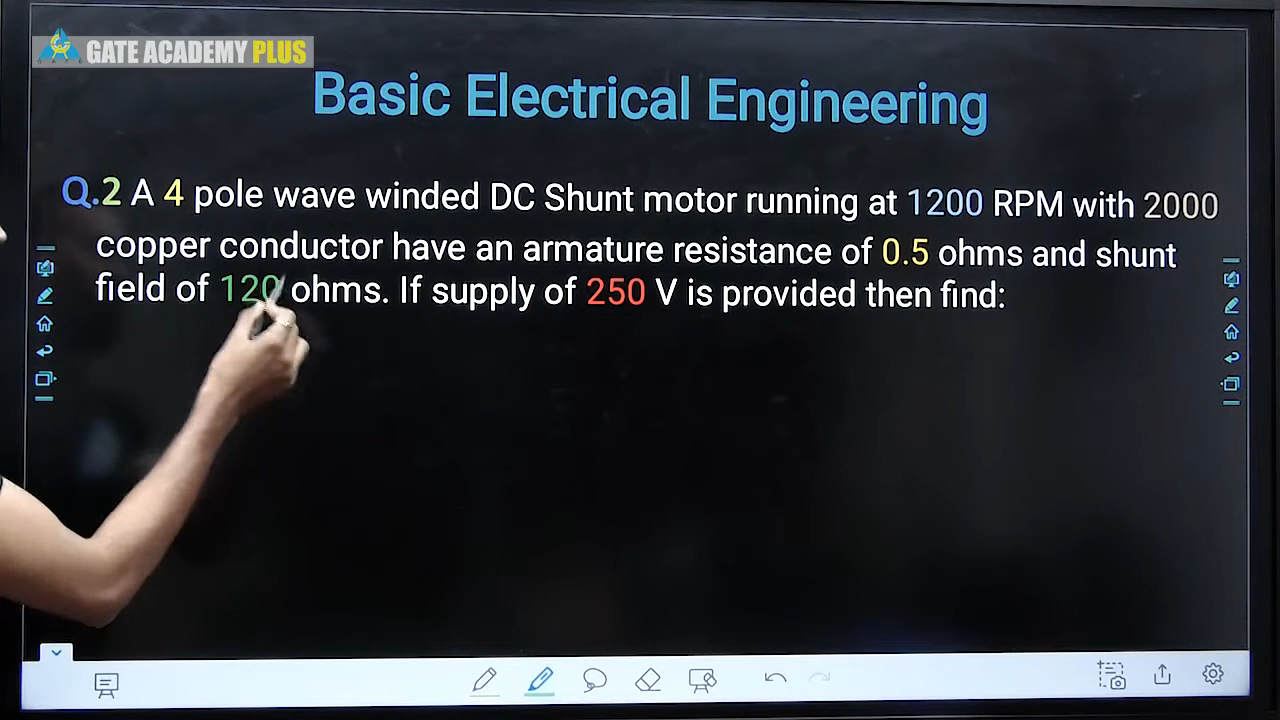 GATE ACADEMY PLUS
Basic Electrical Engineering
Q.2 A 4 pole wave winded DC Shunt motor running at 1200 RPM with 2000
copper conductor have an armature resistance of 0.5 ohms and shunt
field of 120 ohms. If supply of 250 V is provided then find: